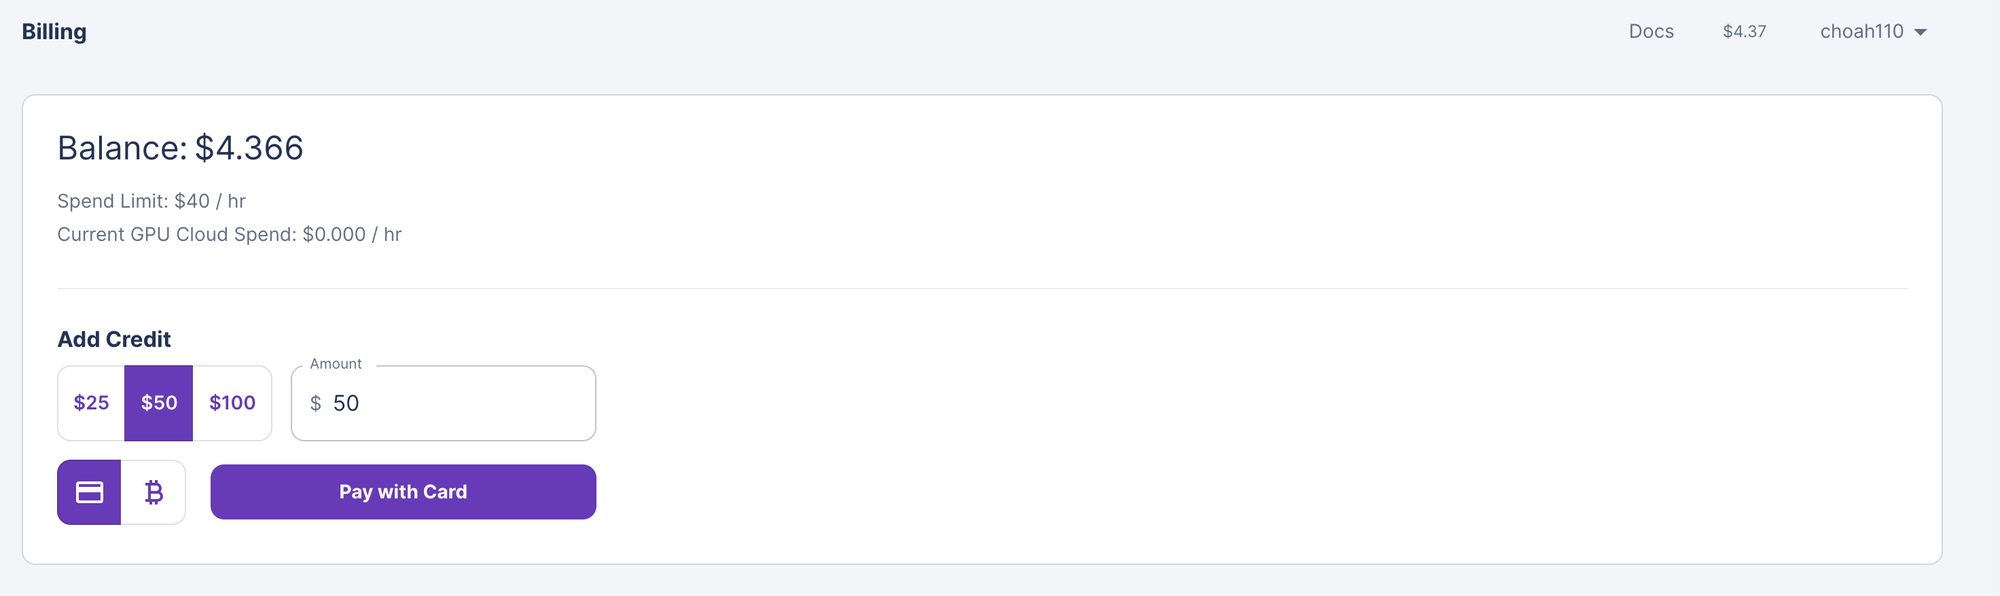 Billing
Docs $4.37 choah110
Balance: $4.366
Spend Limit: $40 / hr
Current GPU Cloud Spend: $0.000 / hr
Add Credit
$25 $50 $100
Amount
$ 50
Pay with Card